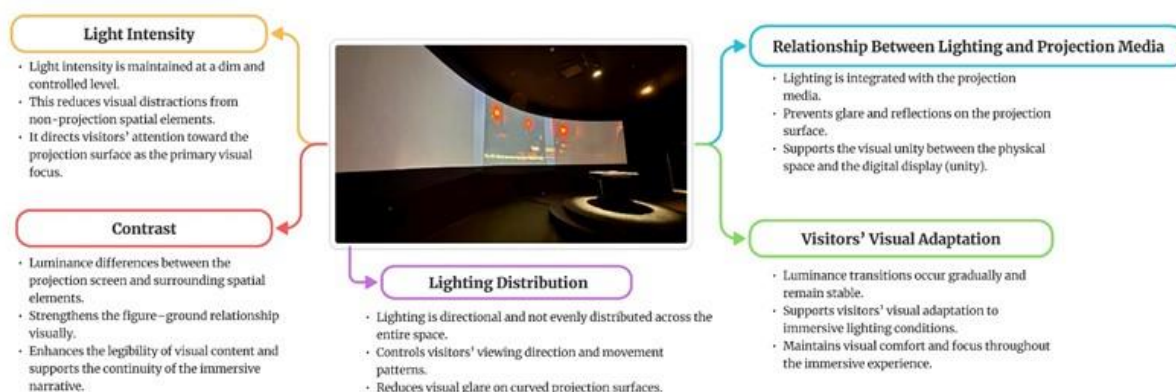 Light Intensity
• Light intensity is maintained at a dim and
controlled level.
• This reduces visual distractions from
non-projection spatial elements.
• It directs visitors' attention toward the
projection surface as the primary visual
focus.
Contrast
• Luminance differences between the
projection screen and surrounding spatial
elements.
• Strengthens the figure–ground relationship
visually.
• Enhances the legibility of visual content and
supports the continuity of the immersive
narrative.
Lighting Distribution
• Lighting is directional and not evenly distributed across the
entire space.
• Controls visitors' viewing direction and movement
patterns.
• Reduces visual glare on curved projection surfaces.
Relationship Between Lighting and Projection Media
• Lighting is integrated with the projection
media.
• Prevents glare and reflections on the projection
surface.
• Supports the visual unity between the physical
space and the digital display (unity).
Visitors' Visual Adaptation
• Luminance transitions occur gradually and
remain stable.
• Supports visitors' visual adaptation to
immersive lighting conditions.
• Maintains visual comfort and focus throughout
the immersive experience.